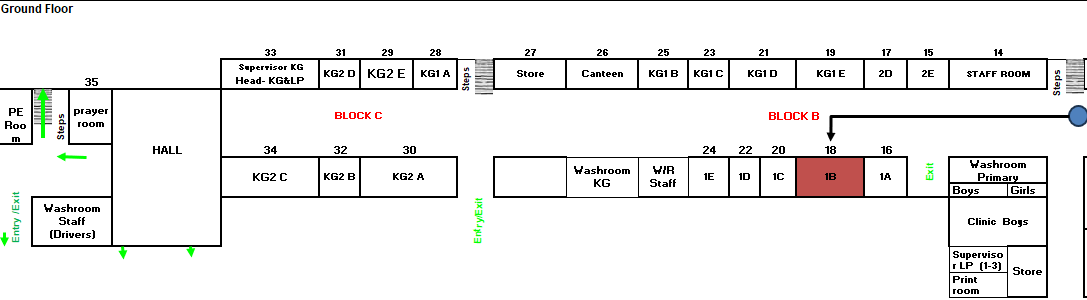 Ground Floor
33 31 29 28 27 26 25 23 21 19 17 15 14
Supervisor KG
Head- KG&LP
KG2 D
KG2 E
KG1 A
Steps
Store
Canteen
KG1 B
KG1 C
KG1 D
KG1 E
2D
2E
STAFF ROOM
Steps
35
PE
Roo
m
Steps
prayer
room
HALL
BLOCK C
BLOCK B
34 32 30 24 22 20 18 16
KG2 C
KG2 B
KG2 A
Washroom
KG
W/R
Staff
1E
1D
1C
1B
1A
Exit
Washroom
Primary
Boys
Girls
Entry /Exit
Washroom
Staff
(Drivers)
Entry/Exit
Clinic Boys
Superviso
r LP (1-3)
Print
room
Store